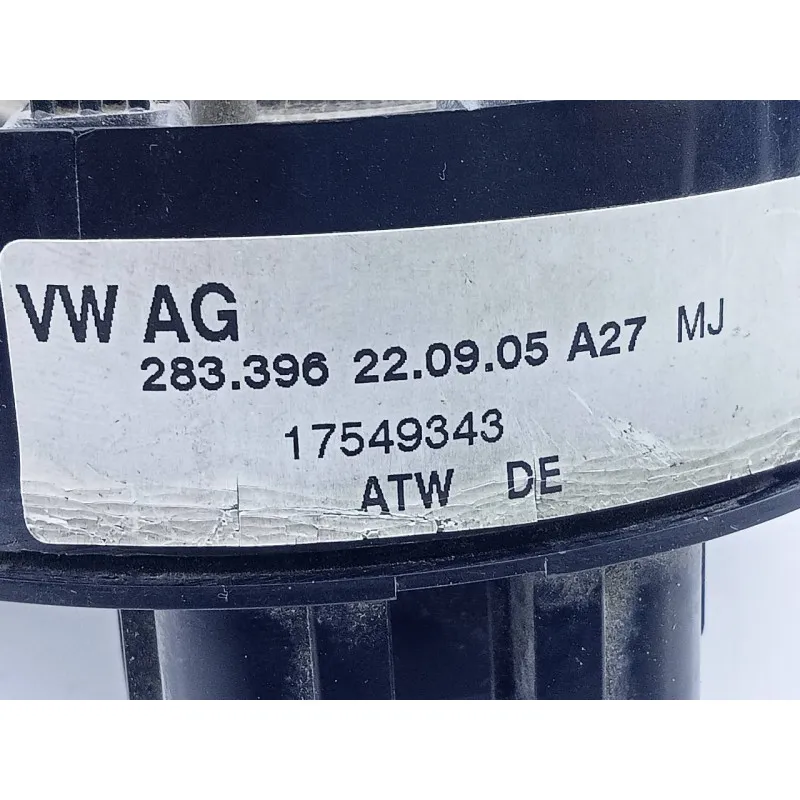 VW AG
283.396 22.09.05 A27 MJ
17549343
ATW DE